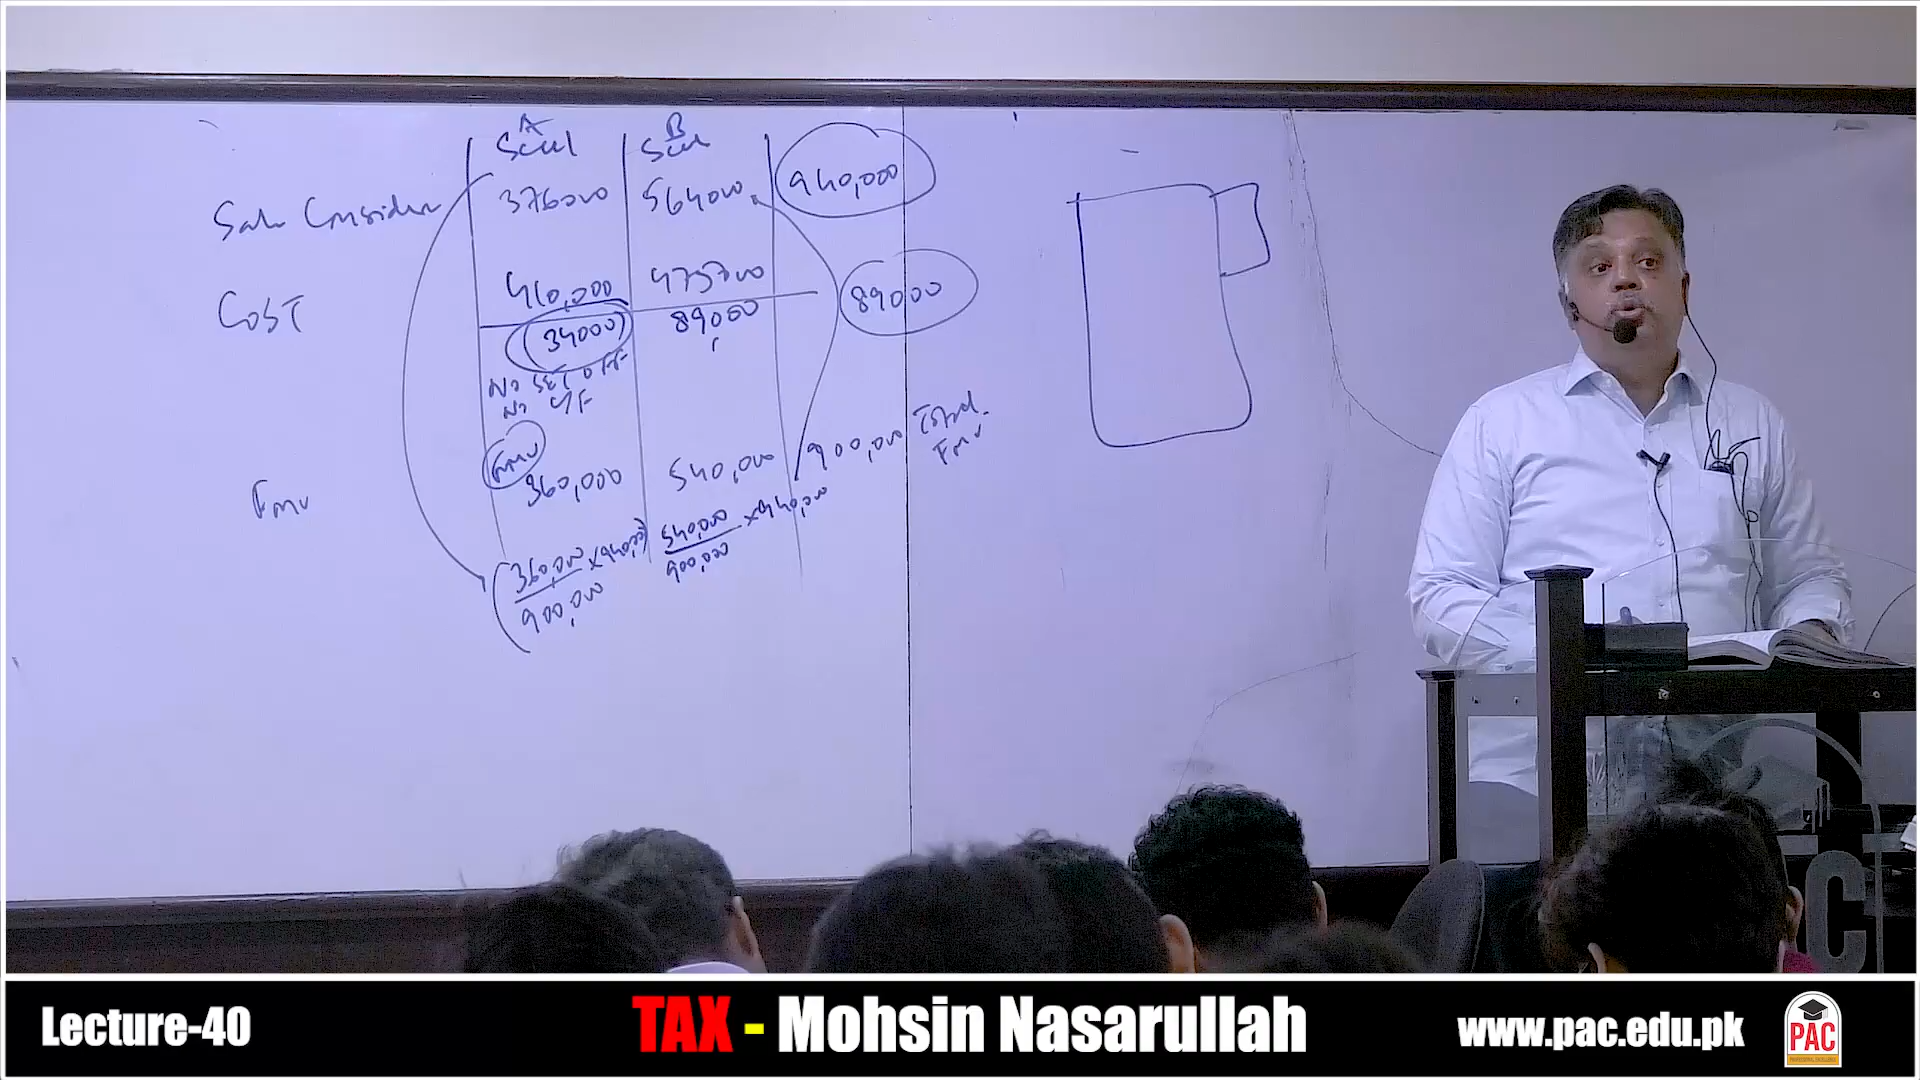 A B
Scul Scul
Sale Consider 376000 564000 940,000
Cost 410,000 475000
(34000) 89000 89000
No SET OFF
No C/F
FMV
Fmv 360,000 540,000 900,000 Total
Fmv
360,000 / 900,000 x 940,000 540,000 / 900,000 x 940,000
Lecture-40 TAX - Mohsin Nasarullah www.pac.edu.pk
PAC